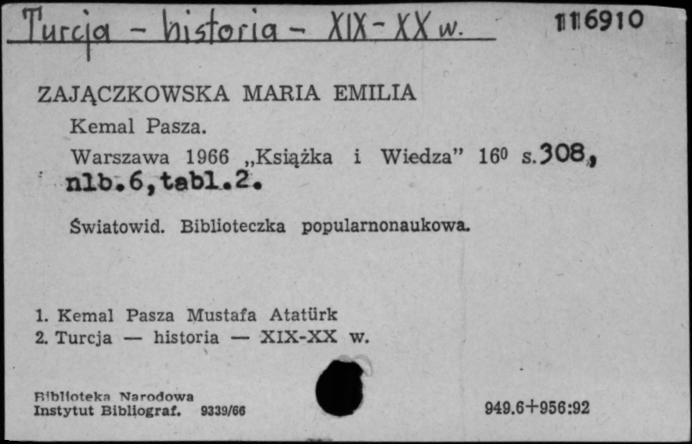 Turcja - historia - XIX - XX w. 116910
ZAJĄCZKOWSKA MARIA EMILIA
Kemal Pasza.
Warszawa 1966 „Książka i Wiedza” 16⁰ s.308,
nlb.6,tabl.2.
Światowid. Biblioteczka popularnonaukowa.
1. Kemal Pasza Mustafa Atatürk
2. Turcja — historia — XIX-XX w.
Biblioteka Narodowa
Instytut Bibliograf. 9339/66 949.6+956:92